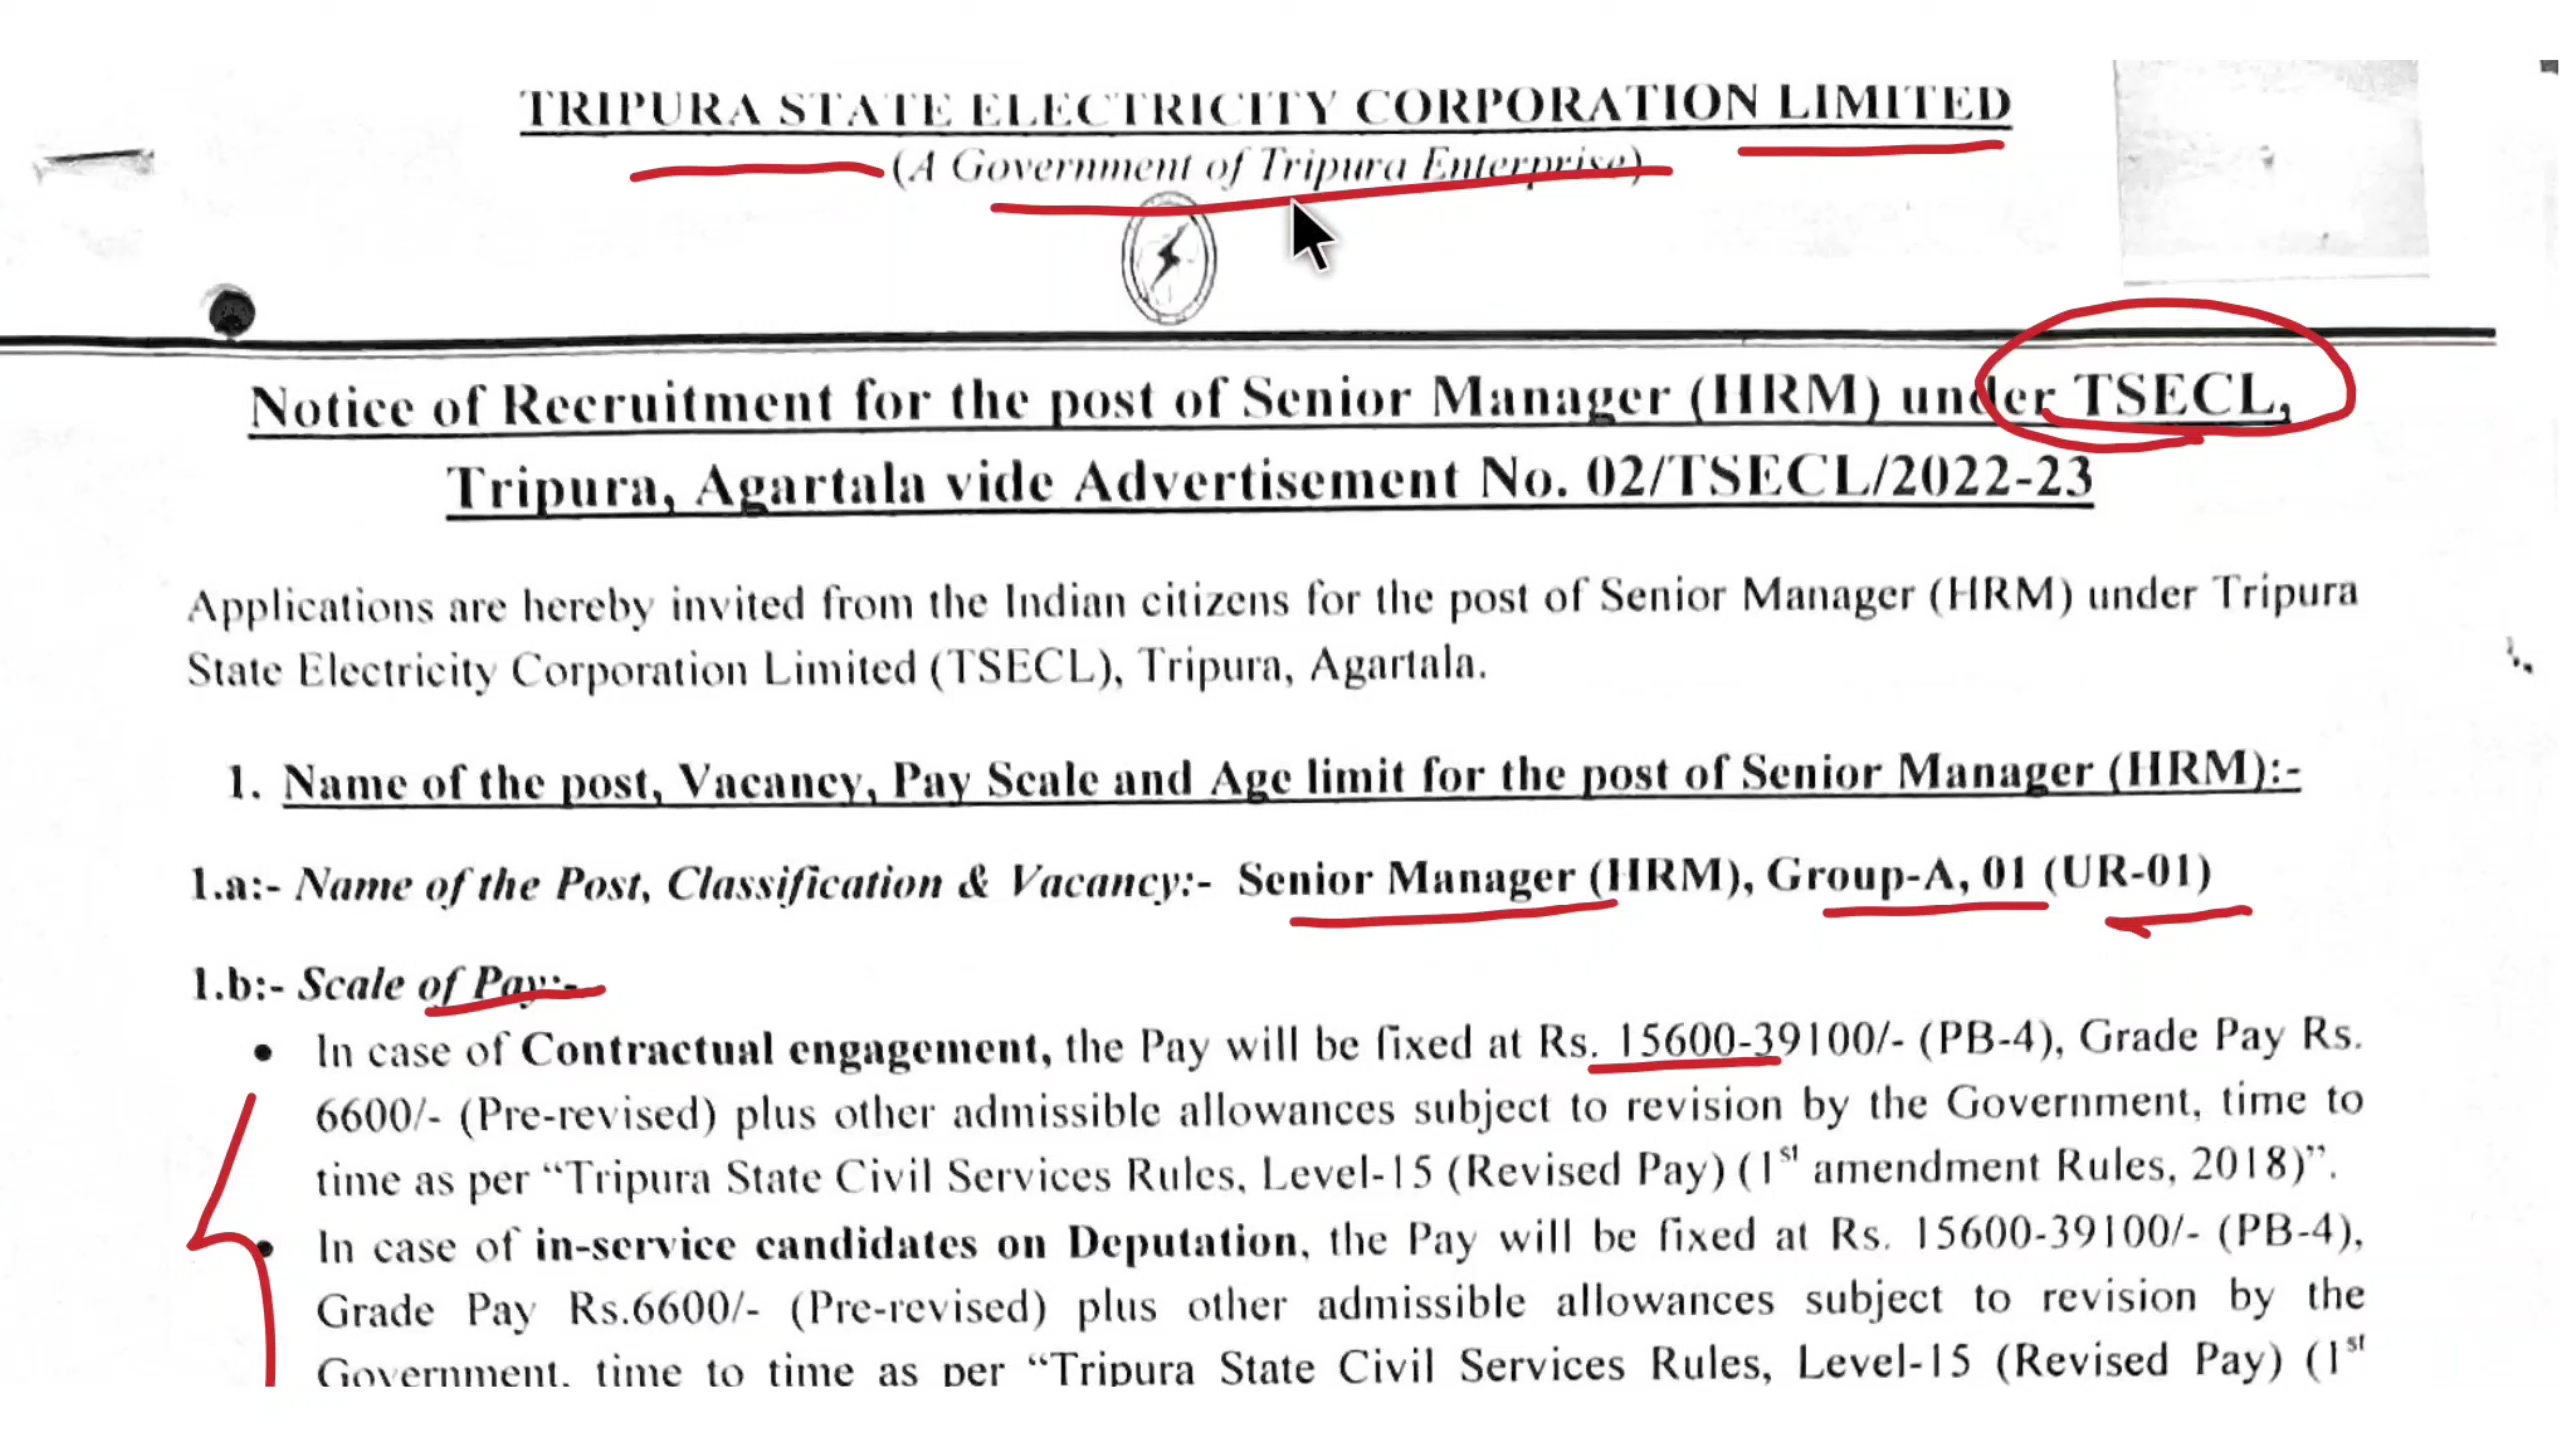 TRIPURA STATE ELECTRICITY CORPORATION LIMITED
(A Government of Tripura Enterprise)
Notice of Recruitment for the post of Senior Manager (HRM) under TSECL,
Tripura, Agartala vide Advertisement No. 02/TSECL/2022-23
Applications are hereby invited from the Indian citizens for the post of Senior Manager (HRM) under Tripura
State Electricity Corporation Limited (TSECL), Tripura, Agartala.
1. Name of the post, Vacancy, Pay Scale and Age limit for the post of Senior Manager (HRM):-
1.a:- Name of the Post, Classification & Vacancy:- Senior Manager (HRM), Group-A, 01 (UR-01)
1.b:- Scale of Pay:-
• In case of Contractual engagement, the Pay will be fixed at Rs. 15600-39100/- (PB-4), Grade Pay Rs.
6600/- (Pre-revised) plus other admissible allowances subject to revision by the Government, time to
time as per “Tripura State Civil Services Rules, Level-15 (Revised Pay) (1st amendment Rules, 2018)”.
• In case of in-service candidates on Deputation, the Pay will be fixed at Rs. 15600-39100/- (PB-4),
Grade Pay Rs.6600/- (Pre-revised) plus other admissible allowances subject to revision by the
Government, time to time as per “Tripura State Civil Services Rules, Level-15 (Revised Pay) (1st